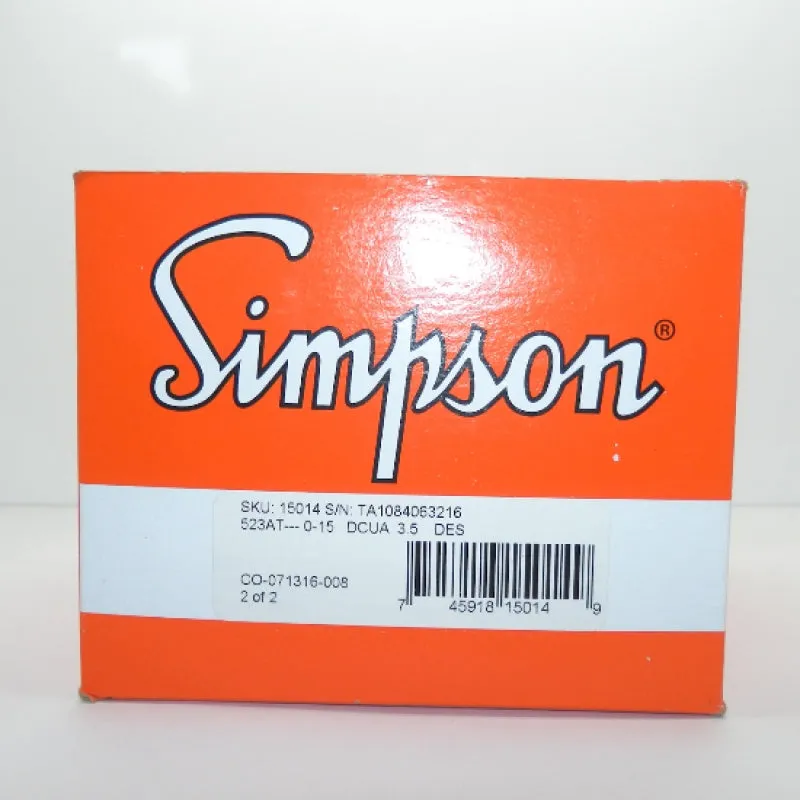 Simpson®
SKU: 15014 S/N: TA1084063216
523AT--- 0-15 DCUA 3.5 DES
CO-071316-008
2 of 2
7 45918 15014 9